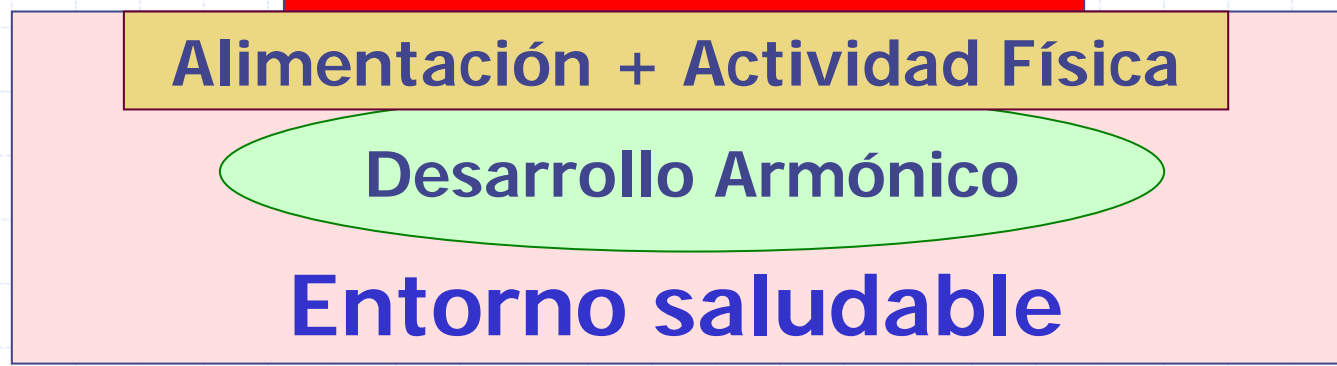 Alimentación + Actividad Física
Desarrollo Armónico
Entorno saludable